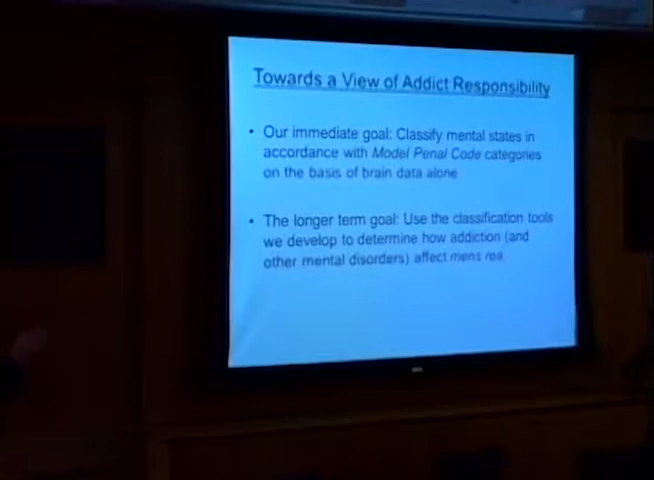 Towards a View of Addict Responsibility
• Our immediate goal: Classify mental states in
accordance with Model Penal Code categories
on the basis of brain data alone
• The longer term goal: Use the classification tools
we develop to determine how addiction (and
other mental disorders) affect mens rea